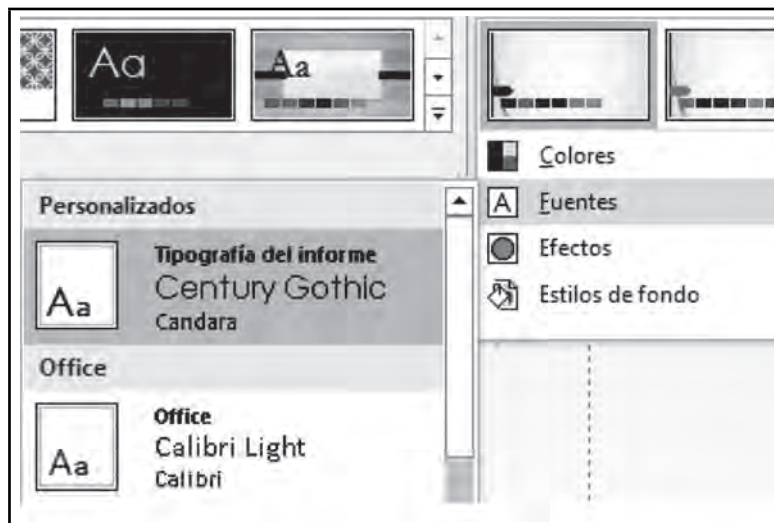 Aa
Aa
Colores
Fuentes
Efectos
Estilos de fondo
Personalizados
Aa
Tipografía del informe
Century Gothic
Candara
Office
Aa
Office
Calibri Light
Calibri